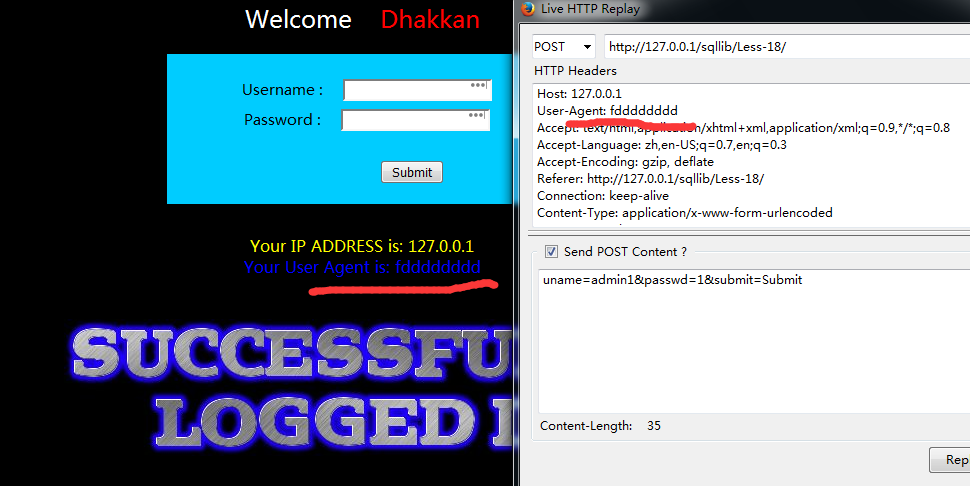 Welcome Dhakkan
Username :
Password :
Submit
Your IP ADDRESS is: 127.0.0.1
Your User Agent is: fddddddddd
SUCCESSFU
LOGGED I
Live HTTP Replay
POST http://127.0.0.1/sqllib/Less-18/
HTTP Headers
Host: 127.0.0.1
User-Agent: fddddddddd
Accept: text/html,application/xhtml+xml,application/xml;q=0.9,*/*;q=0.8
Accept-Language: zh,en-US;q=0.7,en;q=0.3
Accept-Encoding: gzip, deflate
Referer: http://127.0.0.1/sqllib/Less-18/
Connection: keep-alive
Content-Type: application/x-www-form-urlencoded
Send POST Content ?
uname=admin1&passwd=1&submit=Submit
Content-Length: 35
Rep